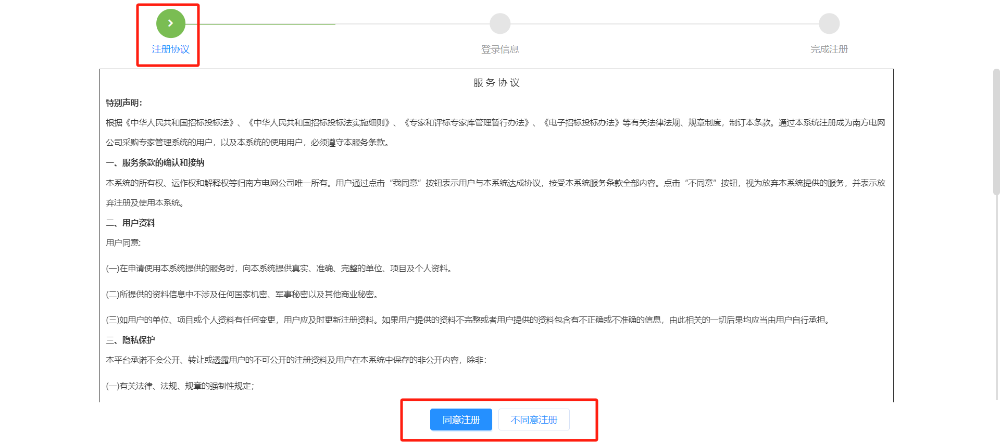 注册协议
登录信息
完成注册
服 务 协 议
特别声明：
根据《中华人民共和国招标投标法》、《中华人民共和国招标投标法实施细则》、《专家和评标专家库管理暂行办法》、《电子招标投标办法》等有关法律法规、规章制度，制订本条款。通过本系统注册成为南方电网
公司采购专家管理系统的用户，以及本系统的使用用户，必须遵守本服务条款。
一、服务条款的确认和接纳
本系统的所有权、运作权和解释权等归南方电网公司唯一所有。用户通过点击“我同意”按钮表示用户与本系统达成协议，接受本系统服务条款全部内容。点击“不同意”按钮，视为放弃本系统提供的服务，并表示放
弃注册及使用本系统。
二、用户资料
用户同意:
(一)在申请使用本系统提供的服务时，向本系统提供真实、准确、完整的单位、项目及个人资料。
(二)所提供的资料信息中不涉及任何国家机密、军事秘密以及其他商业秘密。
(三)如用户的单位、项目或个人资料有任何变更，用户应及时更新注册资料。如果用户提供的资料不完整或者用户提供的资料包含有不正确或不准确的信息，由此相关的一切后果均应当由用户自行承担。
三、隐私保护
本平台承诺不会公开、转让或透露用户的不可公开的注册资料及用户在本系统中保存的非公开内容，除非：
(一)有关法律、法规、规章的强制性规定；
同意注册
不同意注册